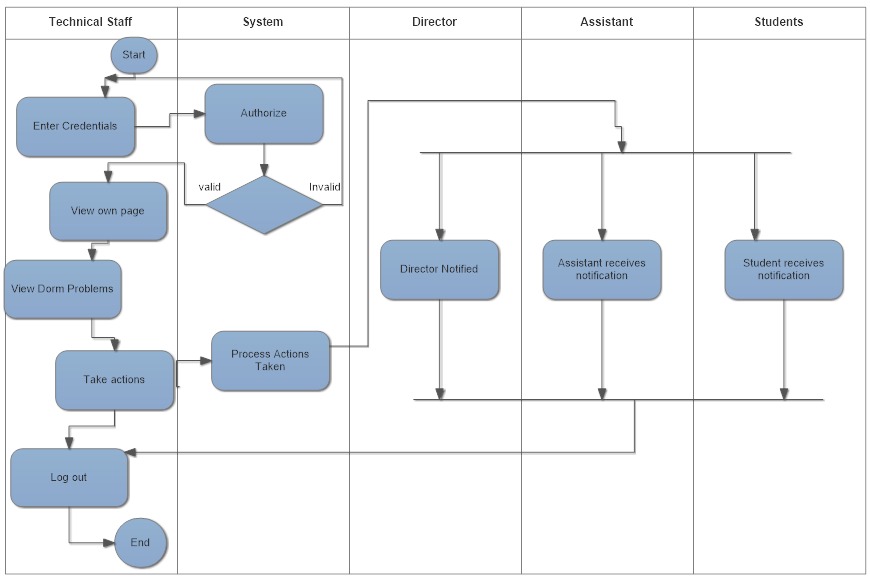 Technical Staff
System
Director
Assistant
Students
Start
Enter Credentials
Authorize
valid
Invalid
View own page
View Dorm Problems
Director Notified
Assistant receives
notification
Student receives
notification
Process Actions
Taken
Take actions
Log out
End